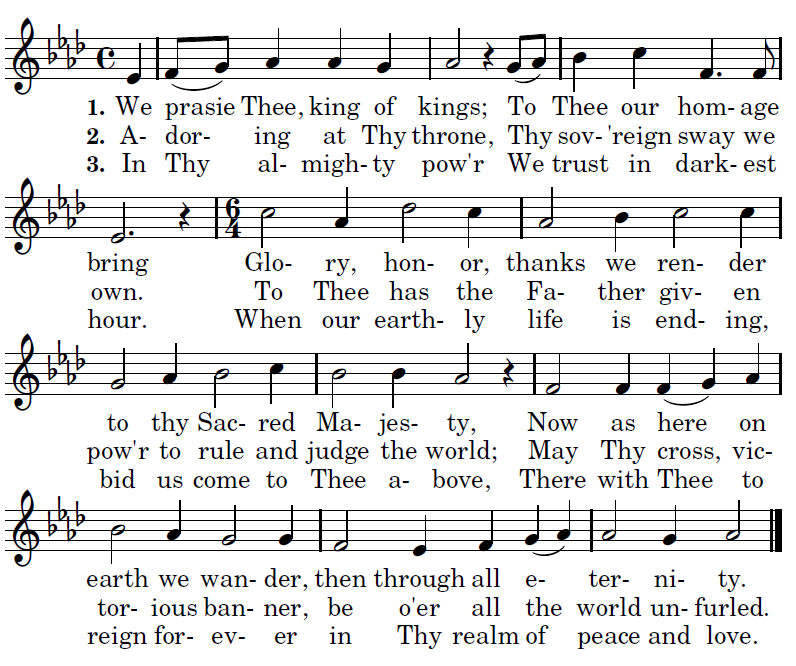 1. We prasie Thee, king of kings; To Thee our hom- age
2. A- dor- ing at Thy throne, Thy sov- 'reign sway we
3. In Thy al- migh- ty pow'r We trust in dark- est
6
4
bring Glo- ry, hon- or, thanks we ren- der
own. To Thee has the Fa- ther giv- en
hour. When our earth- ly life is end- ing,
to thy Sac- red Ma- jes- ty, Now as here on
pow'r to rule and judge the world; May Thy cross, vic-
bid us come to Thee a- bove, There with Thee to
earth we wan- der, then through all e- ter- ni- ty.
tor- ious ban- ner, be o'er all the world un- furled.
reign for- ev- er in Thy realm of peace and love.